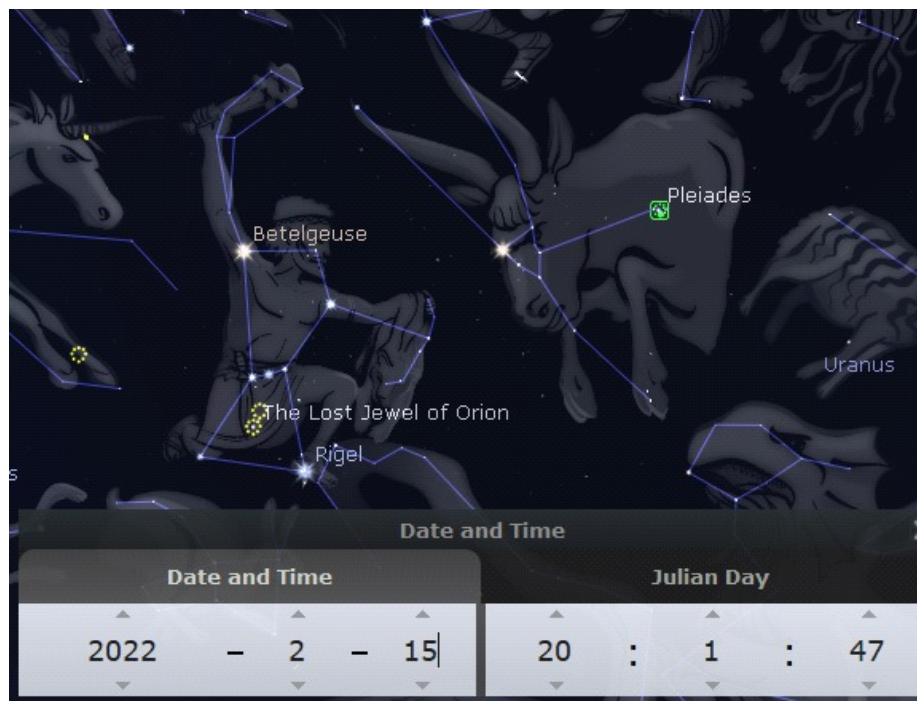 Pleiades
Betelgeuse
Uranus
The Lost Jewel of Orion
Rigel
s
Date and Time
Date and Time Julian Day
2022 - 2 - 15 20 : 1 : 47